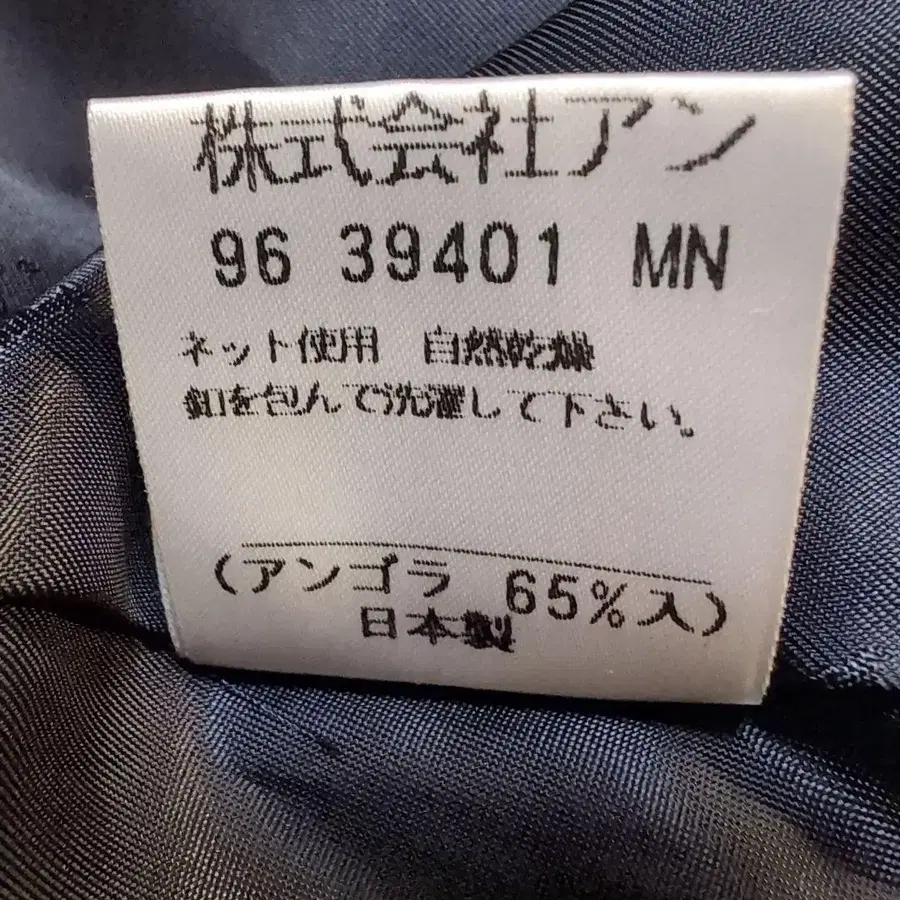 株式会社アン
96 39401 MN
ネット使用 自然乾燥
釦を包んで洗濯して下さい。
(アンゴラ 65%入)
日本製